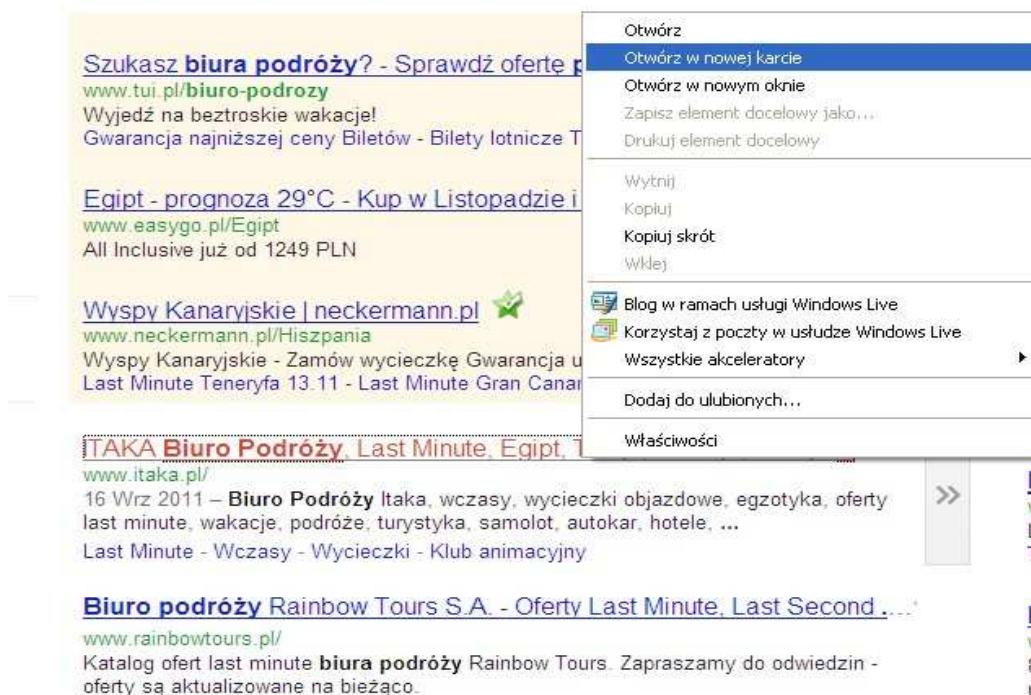 Szukasz biura podróży? - Sprawdź ofertę
www.tui.pl/biuro-podrozy
Wyjedź na beztroskie wakacje!
Gwarancja najniższej ceny Biletów - Bilety lotnicze
Egipt - prognoza 29°C - Kup w Listopadzie i
www.easygo.pl/Egipt
All Inclusive już od 1249 PLN
Wyspy Kanaryjskie | neckermann.pl
www.neckermann.pl/Hiszpania
Wyspy Kanaryjskie - Zamów wycieczkę Gwarancja
Last Minute Teneryfa 13.11 - Last Minute Gran
ITAKA Biuro Podróży, Last Minute, Egipt,
www.itaka.pl/
16 Wrz 2011 – Biuro Podróży Itaka, wczasy, wycieczki objazdowe, egzotyka, oferty
last minute, wakacje, podróże, turystyka, samolot, autokar, hotele, ...
Last Minute - Wczasy - Wycieczki - Klub animacyjny
Biuro podróży Rainbow Tours S.A. - Oferty Last Minute, Last Second ....
www.rainbowtours.pl/
Katalog ofert last minute biura podróży Rainbow Tours. Zapraszamy do odwiedzin -
oferty są aktualizowane na bieżąco.
Otwórz
Otwórz w nowej karcie
Otwórz w nowym oknie
Zapisz element docelowy jako...
Drukuj element docelowy
Wytnij
Kopiuj
Kopiuj skrót
Wklej
Blog w ramach usługi Windows Live
Korzystaj z poczty w usłudze Windows Live
Wszystkie akceleratory
Dodaj do ulubionych...
Właściwości